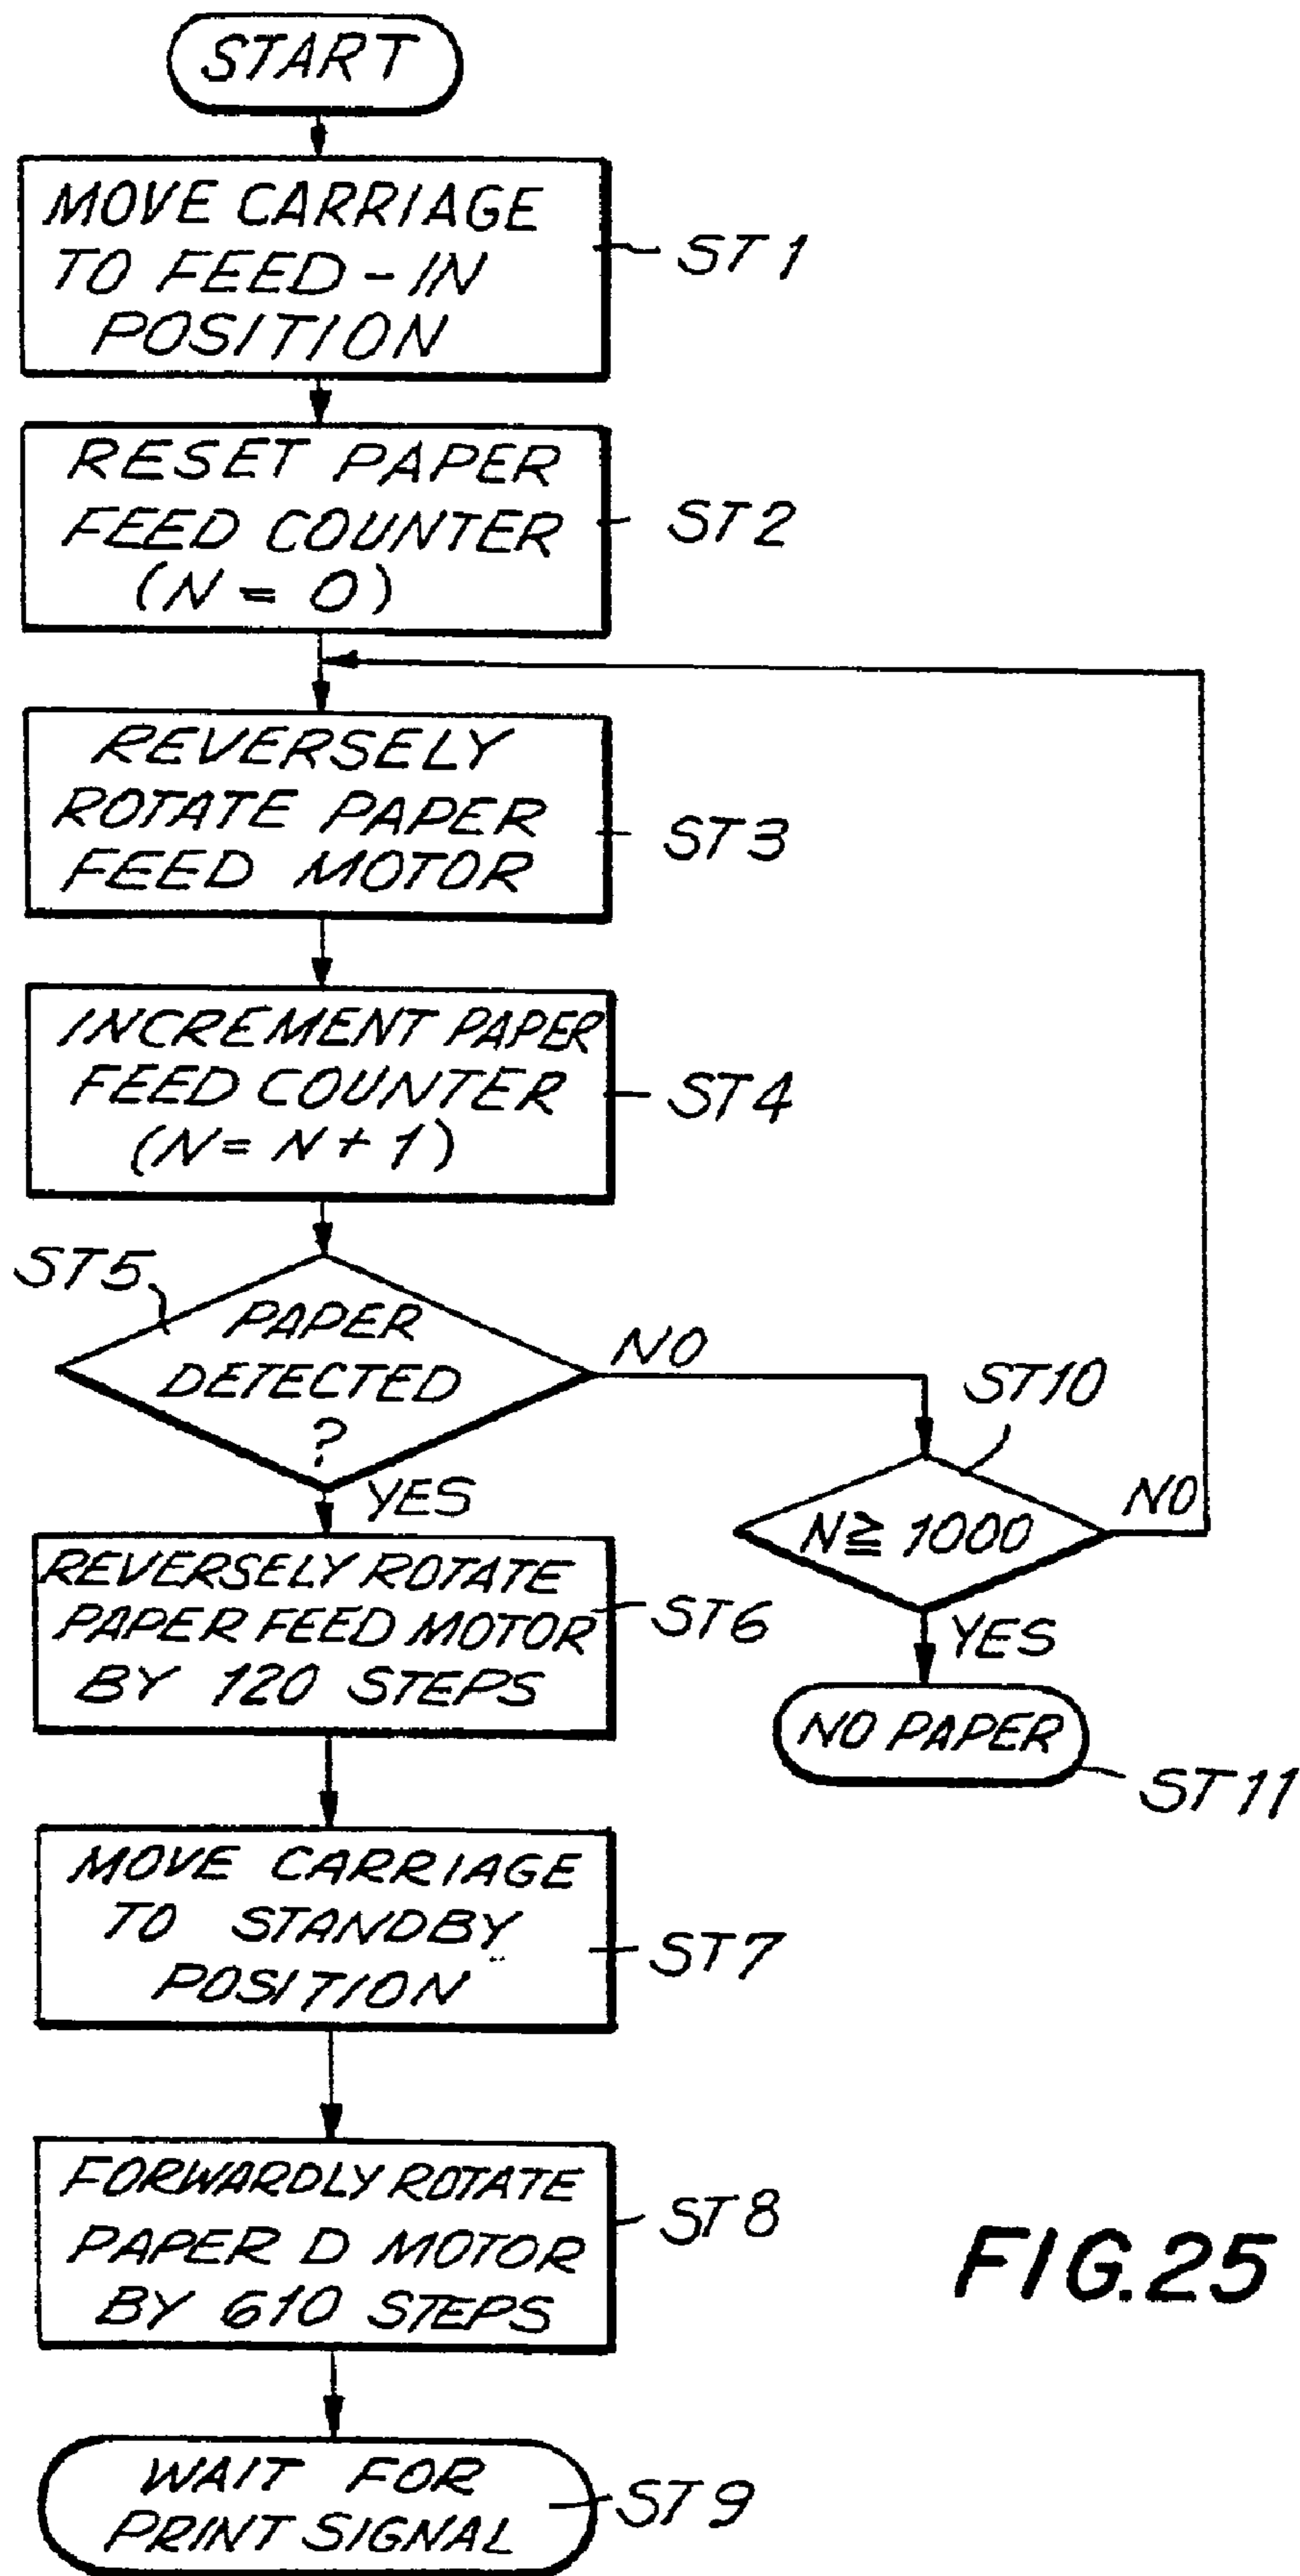 START
MOVE CARRIAGE
TO FEED-IN
POSITION
ST1
RESET PAPER
FEED COUNTER
(N = 0)
ST2
REVERSELY
ROTATE PAPER
FEED MOTOR
ST3
INCREMENT PAPER
FEED COUNTER
(N = N + 1)
ST4
ST5
PAPER
DETECTED
?
NO
YES
ST10
N ≧ 1000
NO
YES
NO PAPER
ST11
REVERSELY ROTATE
PAPER FEED MOTOR
BY 120 STEPS
ST6
MOVE CARRIAGE
TO STANDBY
POSITION
ST7
FORWARDLY ROTATE
PAPER D MOTOR
BY 610 STEPS
ST8
WAIT FOR
PRINT SIGNAL
ST9
FIG.25